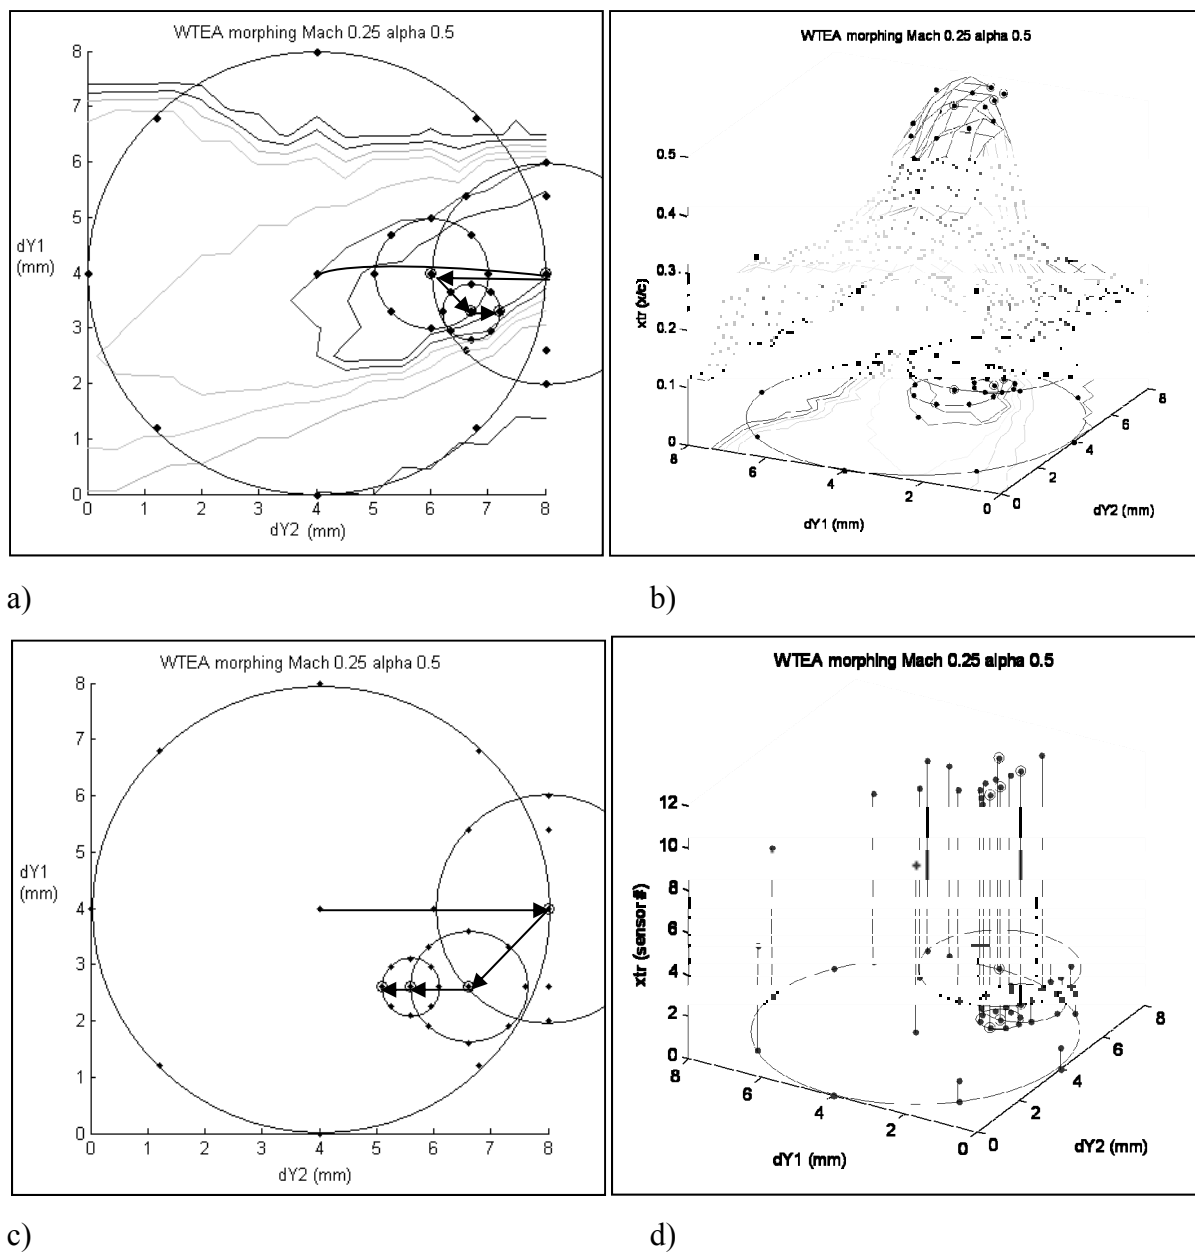 WTEA morphing Mach 0.25 alpha 0.5
8
7
6
5
dY1
(mm)
4
3
2
1
0
0 1 2 3 4 5 6 7 8
dY2 (mm)
WTEA morphing Mach 0.25 alpha 0.5
0.5
0.4
0.3
xtr (x/c)
0.2
0.1
0
8 6 4 2 0
dY1 (mm)
0 2 4 6 8
dY2 (mm)
a)
b)
WTEA morphing Mach 0.25 alpha 0.5
8
7
6
5
dY1
(mm)
4
3
2
1
0
0 1 2 3 4 5 6 7 8
dY2 (mm)
WTEA morphing Mach 0.25 alpha 0.5
12
10
8
6
xtr (sensor #)
4
2
0
8 6 4 2 0
dY1 (mm)
0 2 4 6 8
dY2 (mm)
c)
d)